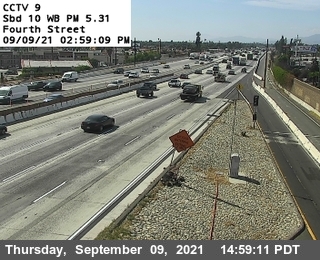 CCTV 9
Sbd 10 WB PM 5.31
Fourth Street
09/09/21 02:59:09 PM
Thursday, September 09, 2021 14:59:11 PDT